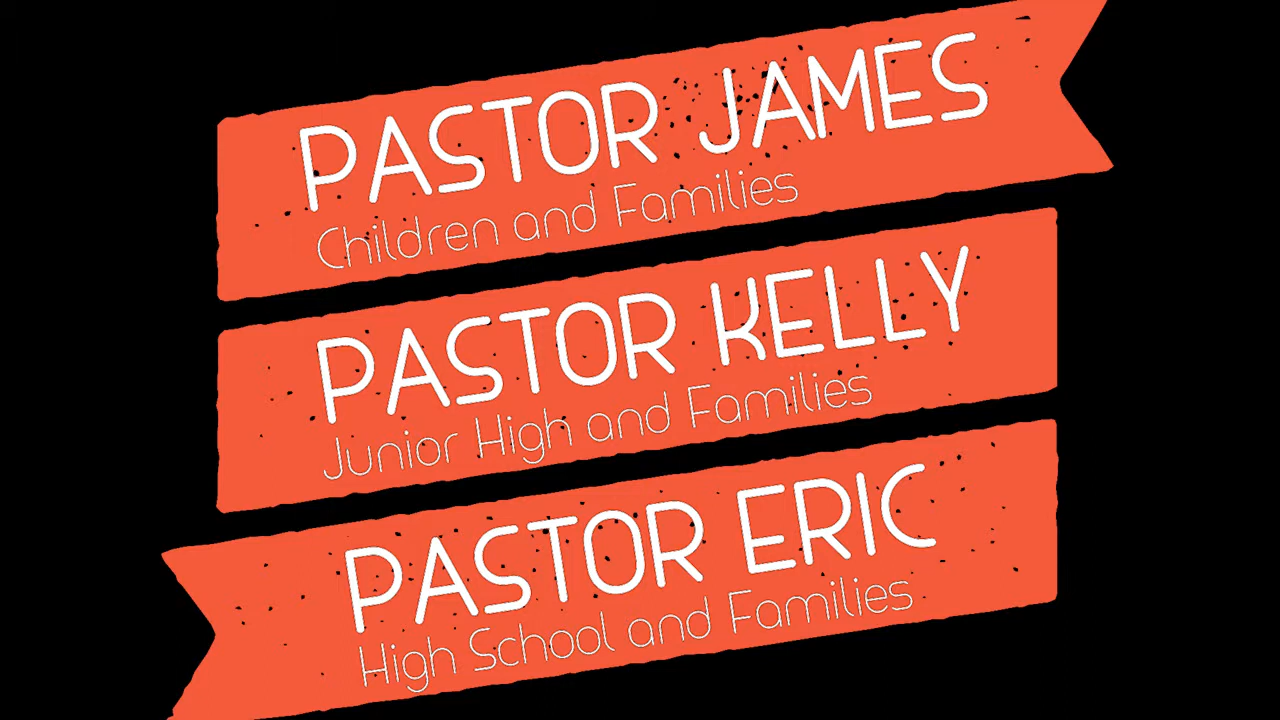 PASTOR JAMES
Children and Families
PASTOR KELLY
Junior High and Families
PASTOR ERIC
High School and Families